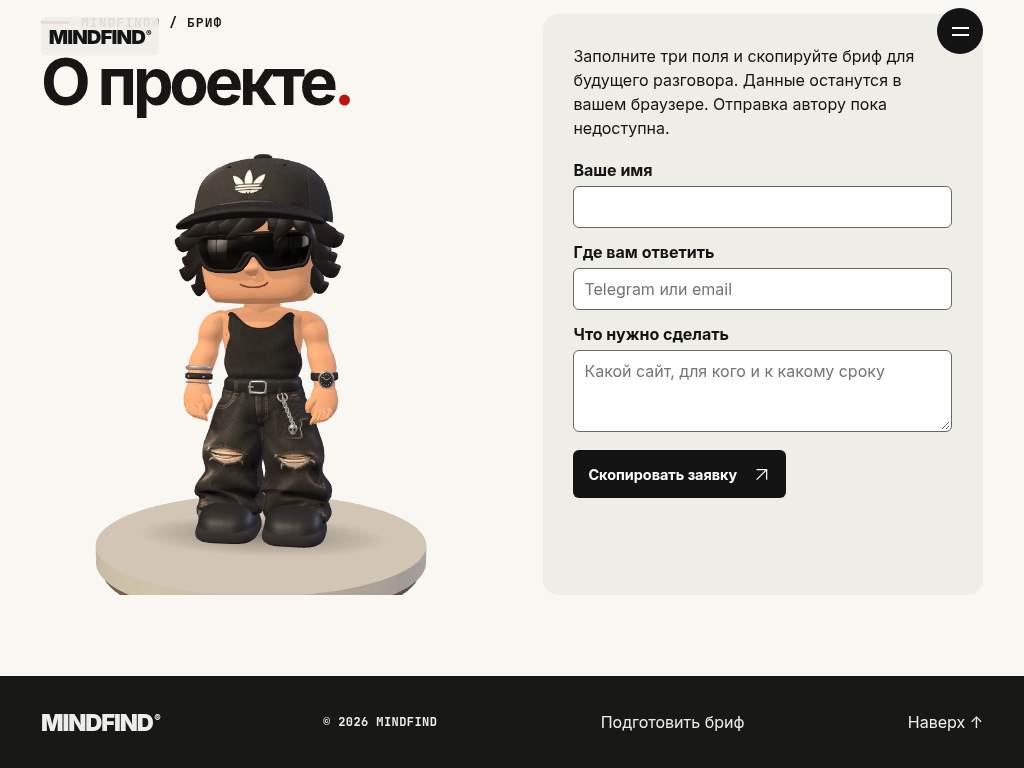 MINDFIND® / БРИФ
MINDFIND®
О проекте.
Заполните три поля и скопируйте бриф для
будущего разговора. Данные останутся в
вашем браузере. Отправка автору пока
недоступна.
Ваше имя
Где вам ответить
Telegram или email
Что нужно сделать
Какой сайт, для кого и к какому сроку
Скопировать заявку
MINDFIND®
© 2026 MINDFIND
Подготовить бриф
Наверх ↑